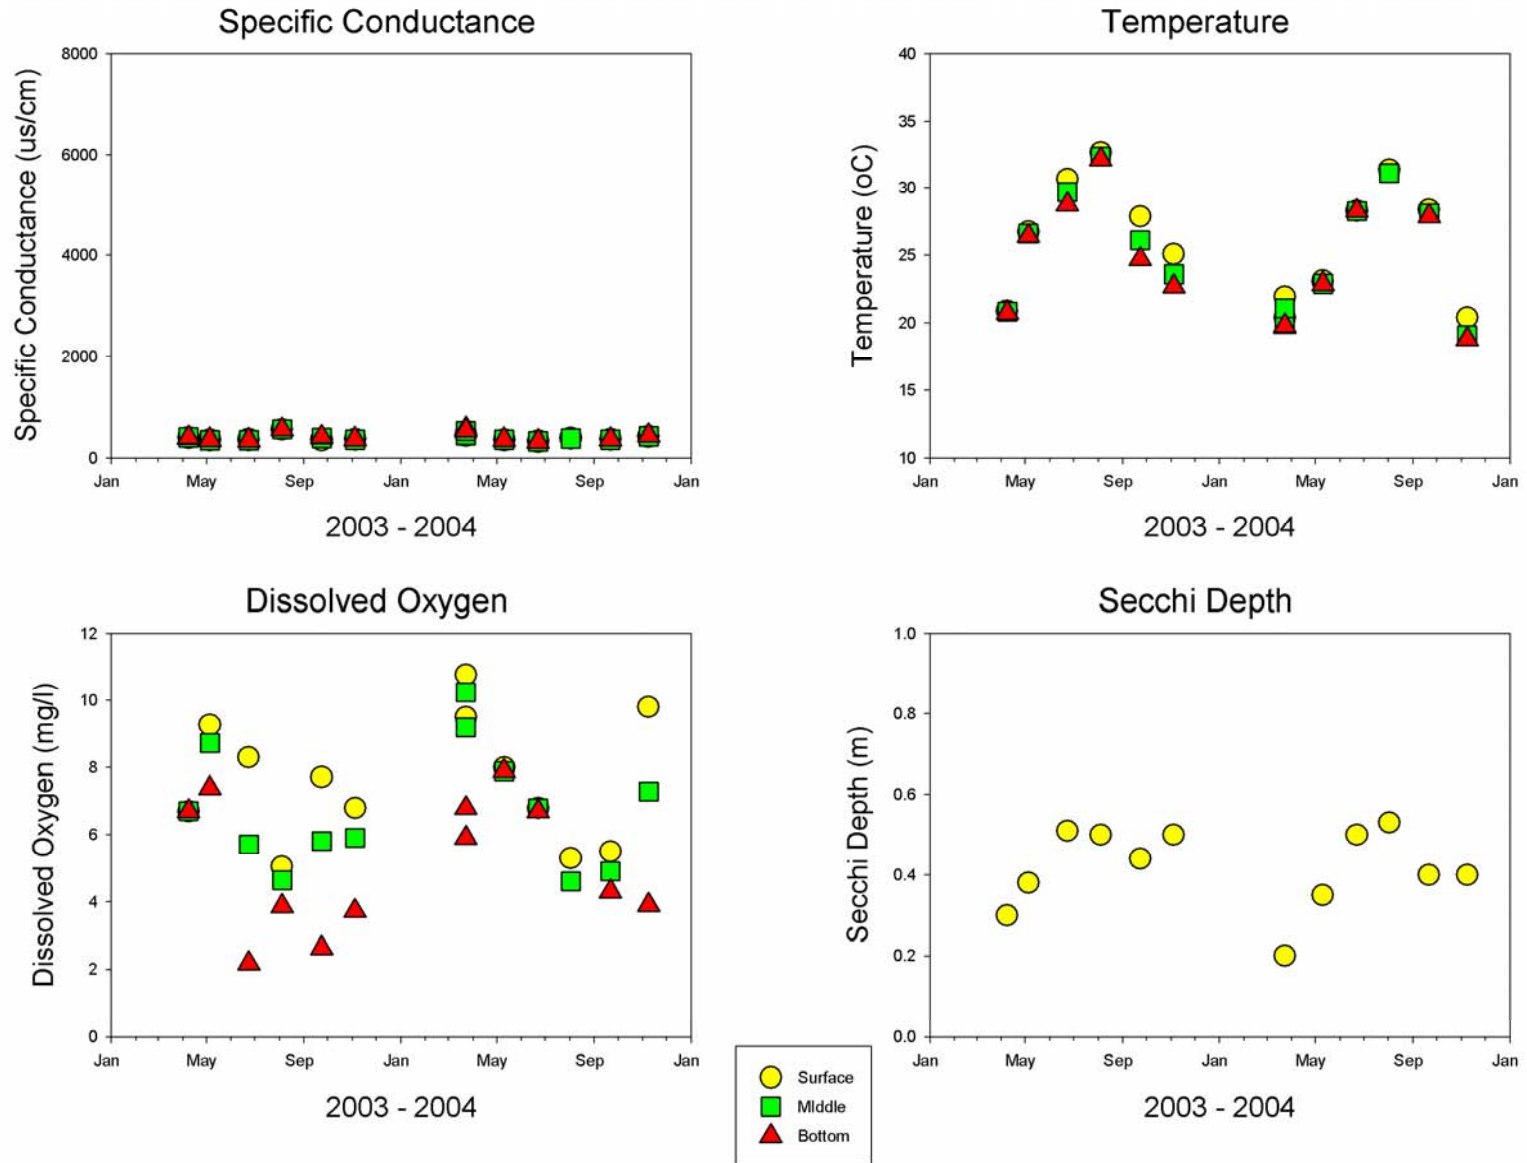 Specific Conductance
Temperature
Specific Conductance (us/cm)
8000
6000
4000
2000
0
Jan May Sep Jan May Sep Jan
2003 - 2004
Temperature (oC)
40
35
30
25
20
15
10
Jan May Sep Jan May Sep Jan
2003 - 2004
Dissolved Oxygen
Secchi Depth
Dissolved Oxygen (mg/l)
12
10
8
6
4
2
0
Jan May Sep Jan May Sep Jan
2003 - 2004
Secchi Depth (m)
1.0
0.8
0.6
0.4
0.2
0.0
Jan May Sep Jan May Sep Jan
2003 - 2004
Surface
MIddle
Bottom